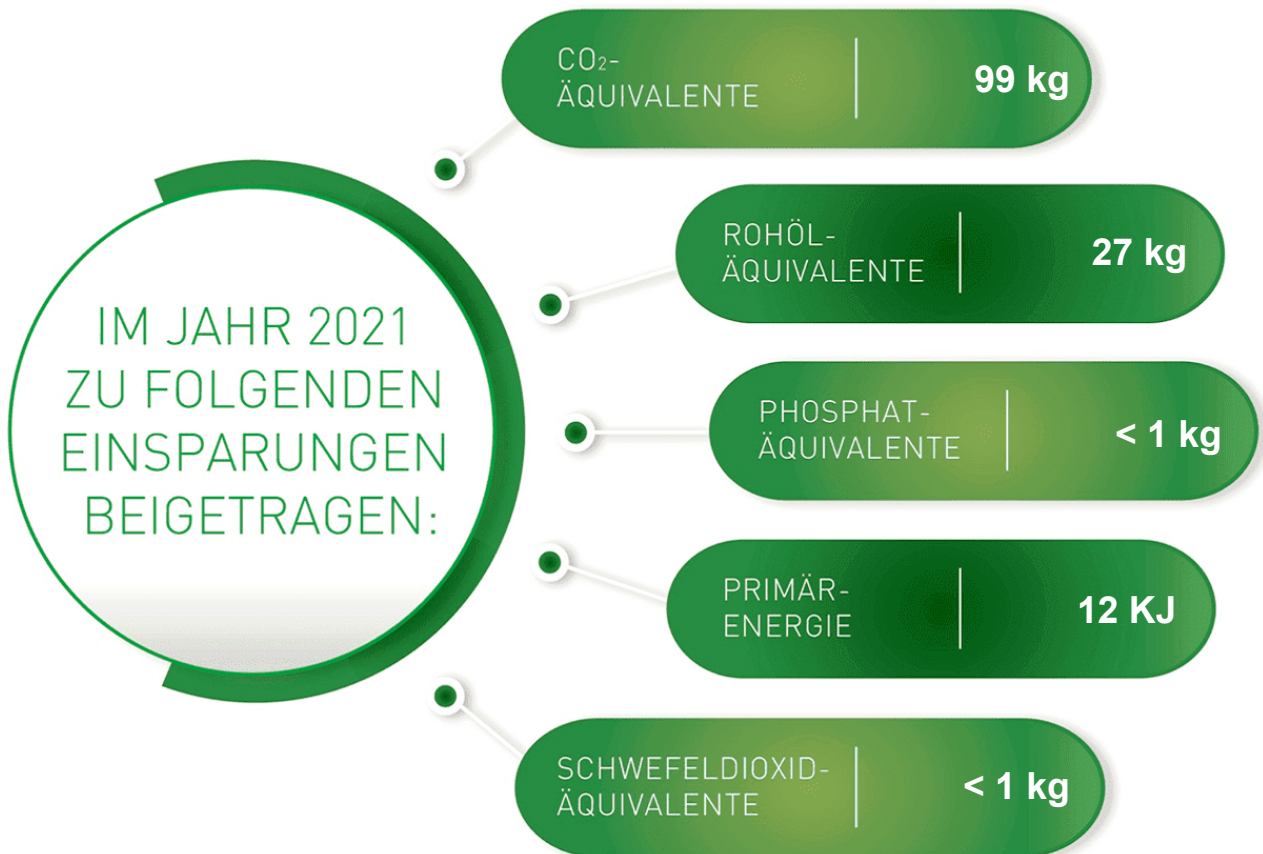 IM JAHR 2021
ZU FOLGENDEN
EINSPARUNGEN
BEIGETRAGEN:
CO₂-
ÄQUIVALENTE
99 kg
ROHÖL-
ÄQUIVALENTE
27 kg
PHOSPHAT-
ÄQUIVALENTE
< 1 kg
PRIMÄR-
ENERGIE
12 KJ
SCHWEFELDIOXID-
ÄQUIVALENTE
< 1 kg